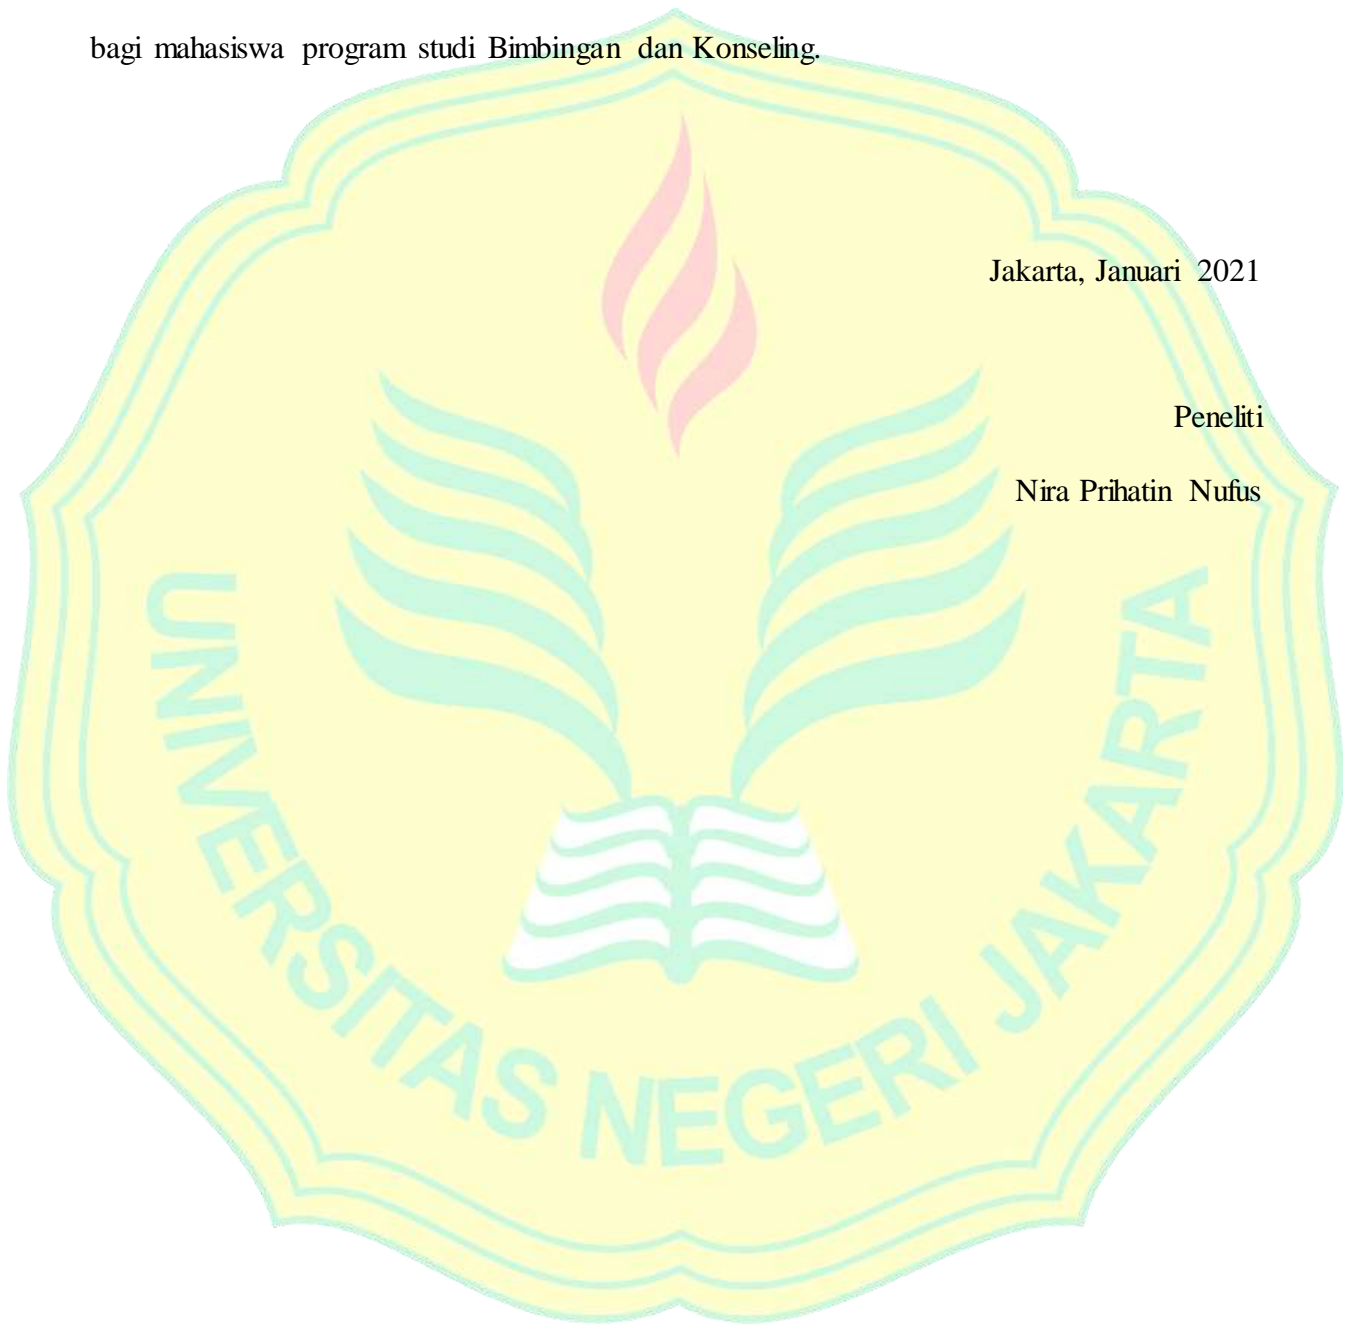 bagi mahasiswa program studi Bimbingan dan Konseling.
Jakarta, Januari 2021
Peneliti
Nira Prihatin Nufus
UNIVERSITAS NEGERI JAKARTA